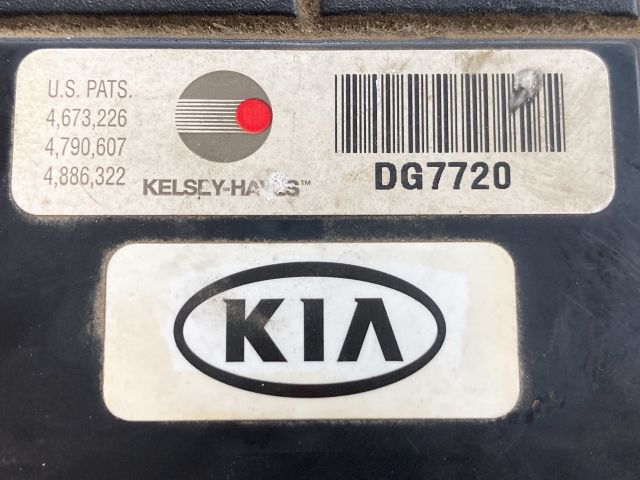 U.S. PATS.
4,673,226
4,790,607
4,886,322
KELSEY-HAYES™
DG7720
KIA